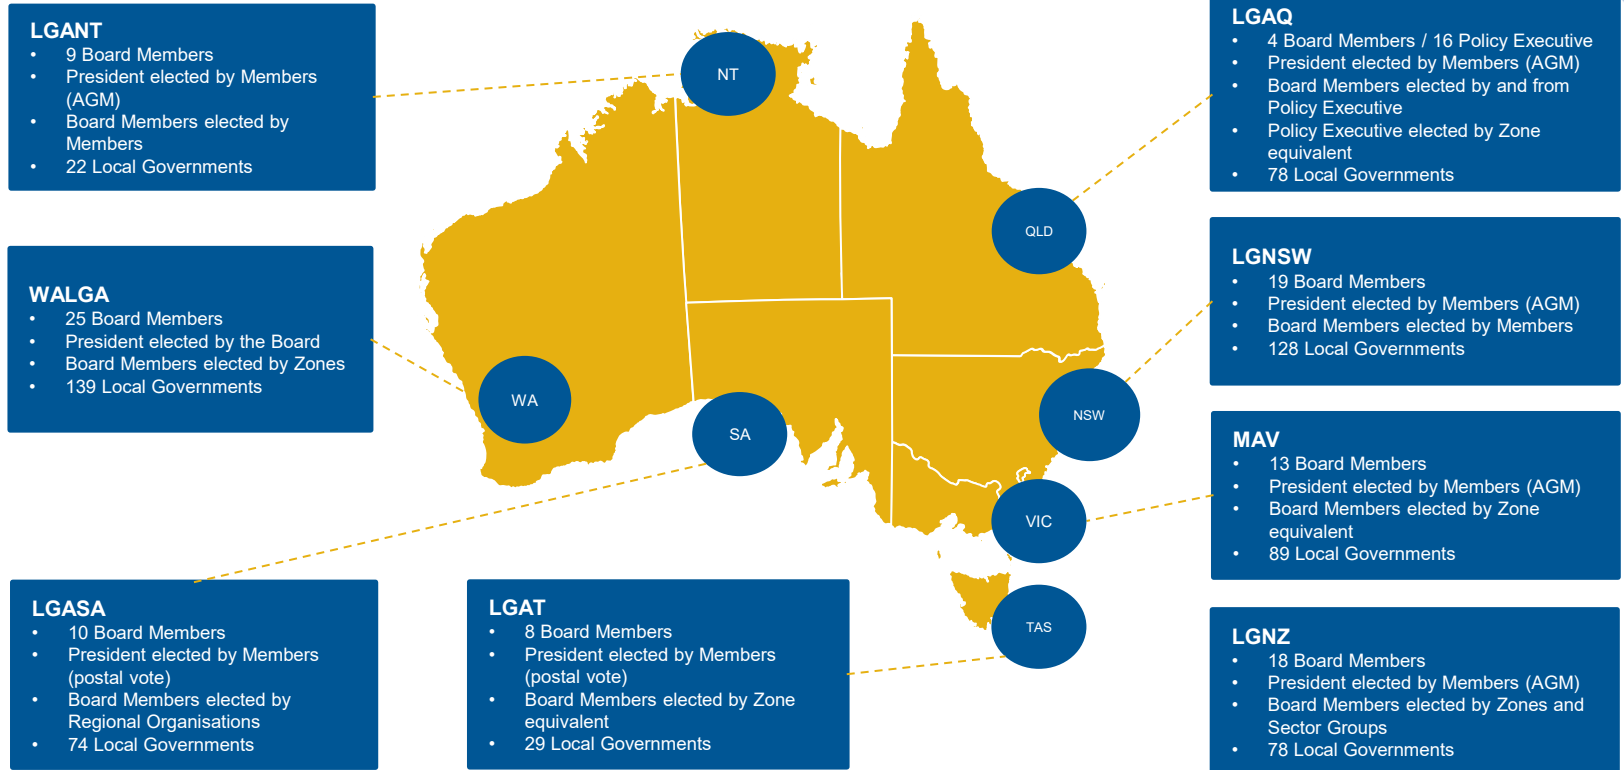 LGANT
• 9 Board Members
• President elected by Members
(AGM)
• Board Members elected by
Members
• 22 Local Governments
NT
LGAQ
• 4 Board Members / 16 Policy Executive
• President elected by Members (AGM)
• Board Members elected by and from
Policy Executive
• Policy Executive elected by Zone
equivalent
• 78 Local Governments
QLD
WALGA
• 25 Board Members
• President elected by the Board
• Board Members elected by Zones
• 139 Local Governments
WA
LGNSW
• 19 Board Members
• President elected by Members (AGM)
• Board Members elected by Members
• 128 Local Governments
NSW
SA
MAV
• 13 Board Members
• President elected by Members (AGM)
• Board Members elected by Zone
equivalent
• 89 Local Governments
VIC
LGASA
• 10 Board Members
• President elected by Members
(postal vote)
• Board Members elected by
Regional Organisations
• 74 Local Governments
LGAT
• 8 Board Members
• President elected by Members
(postal vote)
• Board Members elected by Zone
equivalent
• 29 Local Governments
TAS
LGNZ
• 18 Board Members
• President elected by Members (AGM)
• Board Members elected by Zones and
Sector Groups
• 78 Local Governments